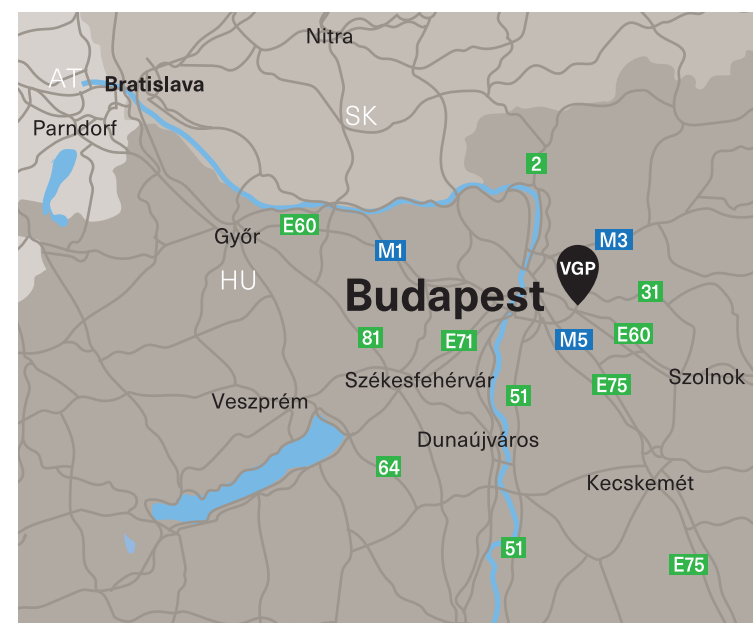 Nitra
AT
Bratislava
SK
Parndorf
2
E60
Győr
M1
M3
VGP
HU
Budapest
31
81
E71
M5
E60
Székesfehérvár
Szolnok
E75
51
Veszprém
Dunaújváros
64
Kecskemét
51
E75